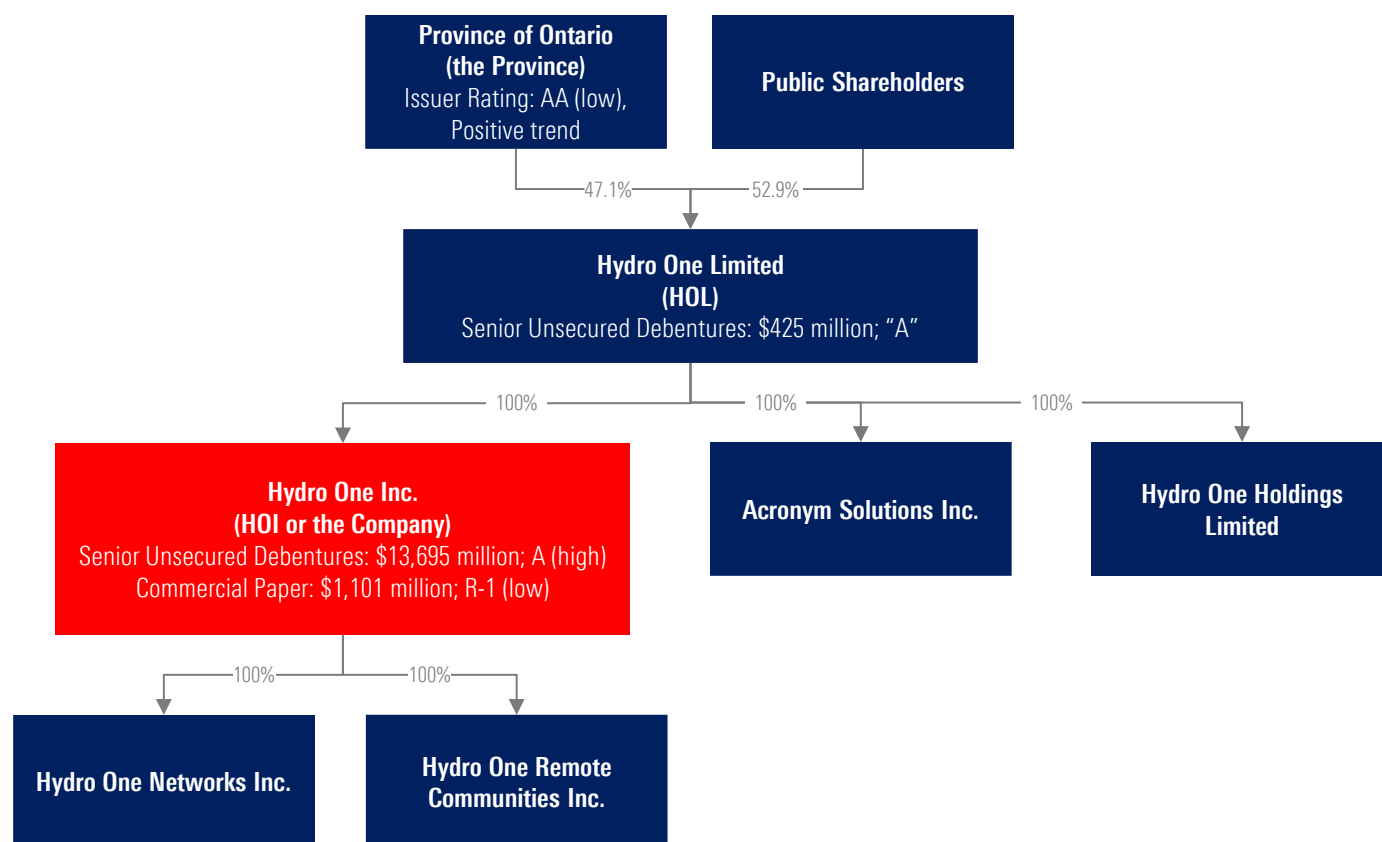 Province of Ontario
(the Province)
Issuer Rating: AA (low),
Positive trend
Public Shareholders
47.1%
52.9%
Hydro One Limited
(HOL)
Senior Unsecured Debentures: $425 million; “A”
100%
100%
100%
Hydro One Inc.
(HOI or the Company)
Senior Unsecured Debentures: $13,695 million; A (high)
Commercial Paper: $1,101 million; R-1 (low)
Acronym Solutions Inc.
Hydro One Holdings
Limited
100%
100%
Hydro One Networks Inc.
Hydro One Remote
Communities Inc.